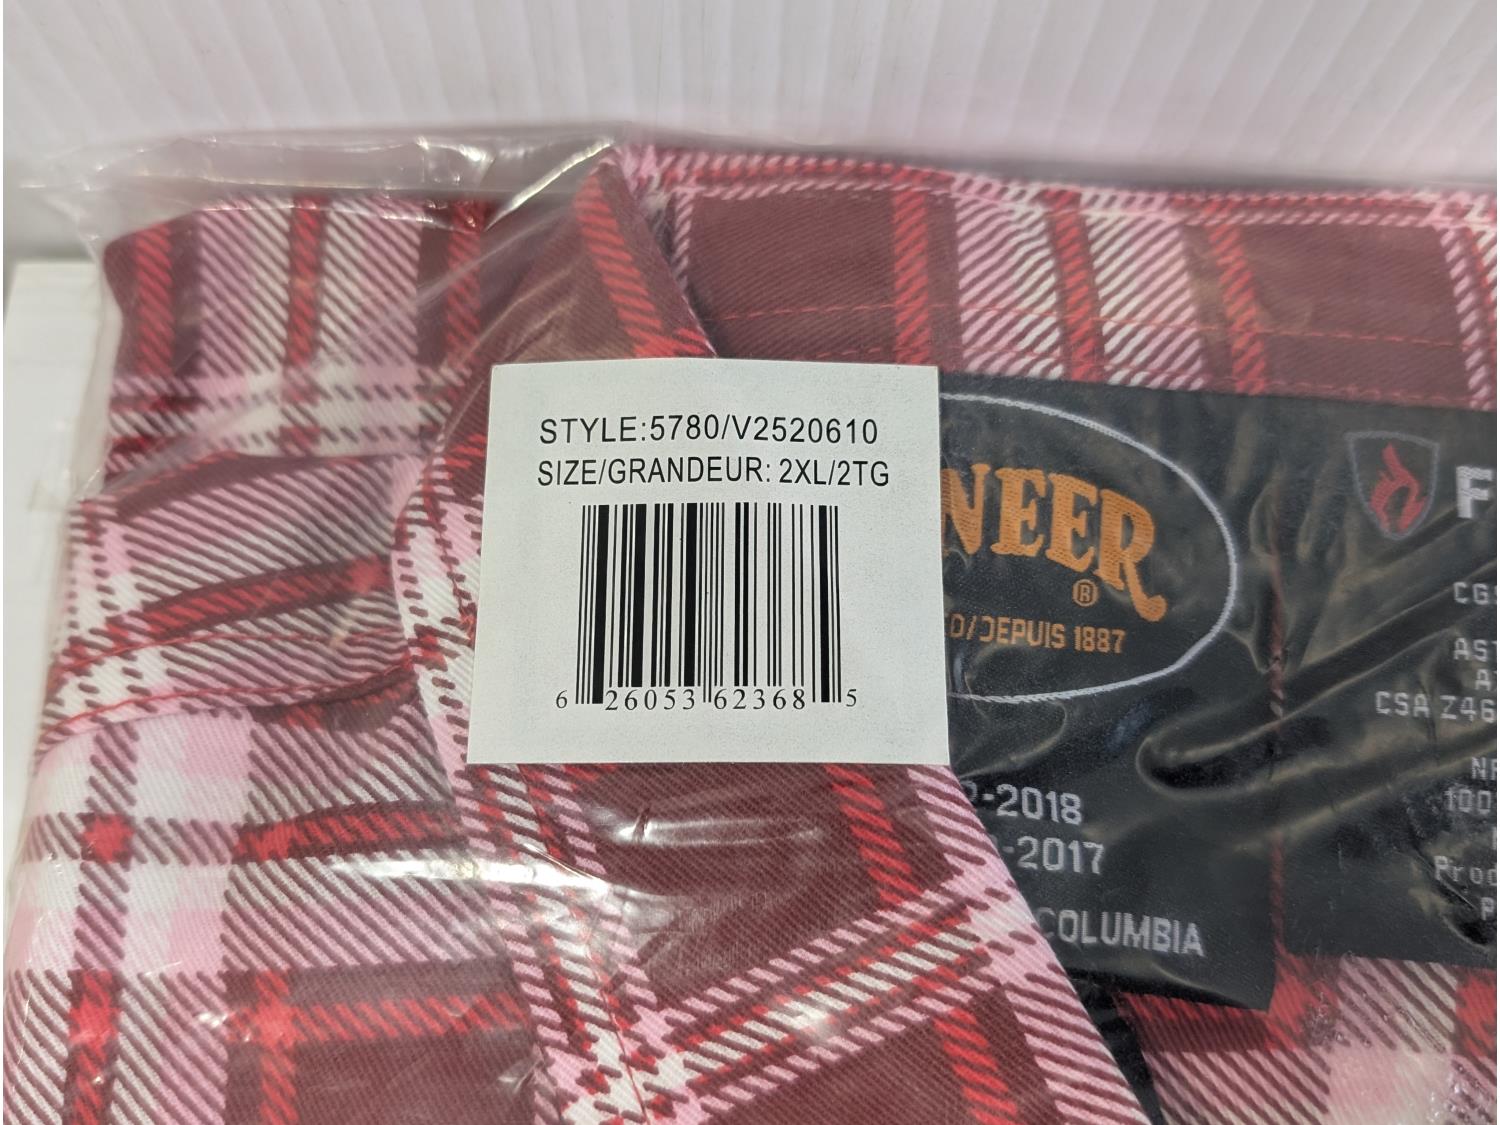 STYLE:5780/V2520610
SIZE/GRANDEUR: 2XL/2TG
6 26053 62368 5
NEER
®
D/DEPUIS 1887
-2018
-2017
COLUMBIA
F
CGS
AST
A
CSA Z46
NF
100
Prod
P